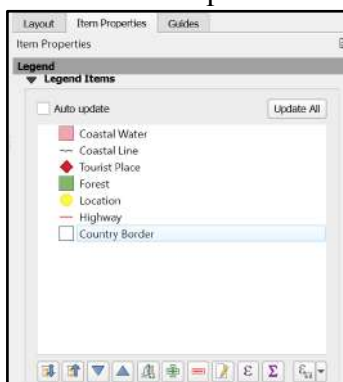 Layout Item Properties Guides
Item Properties
Legend
Legend Items
Auto update Update All
Coastal Water
Coastal Line
Tourist Place
Forest
Location
Highway
Country Border
ε Σ